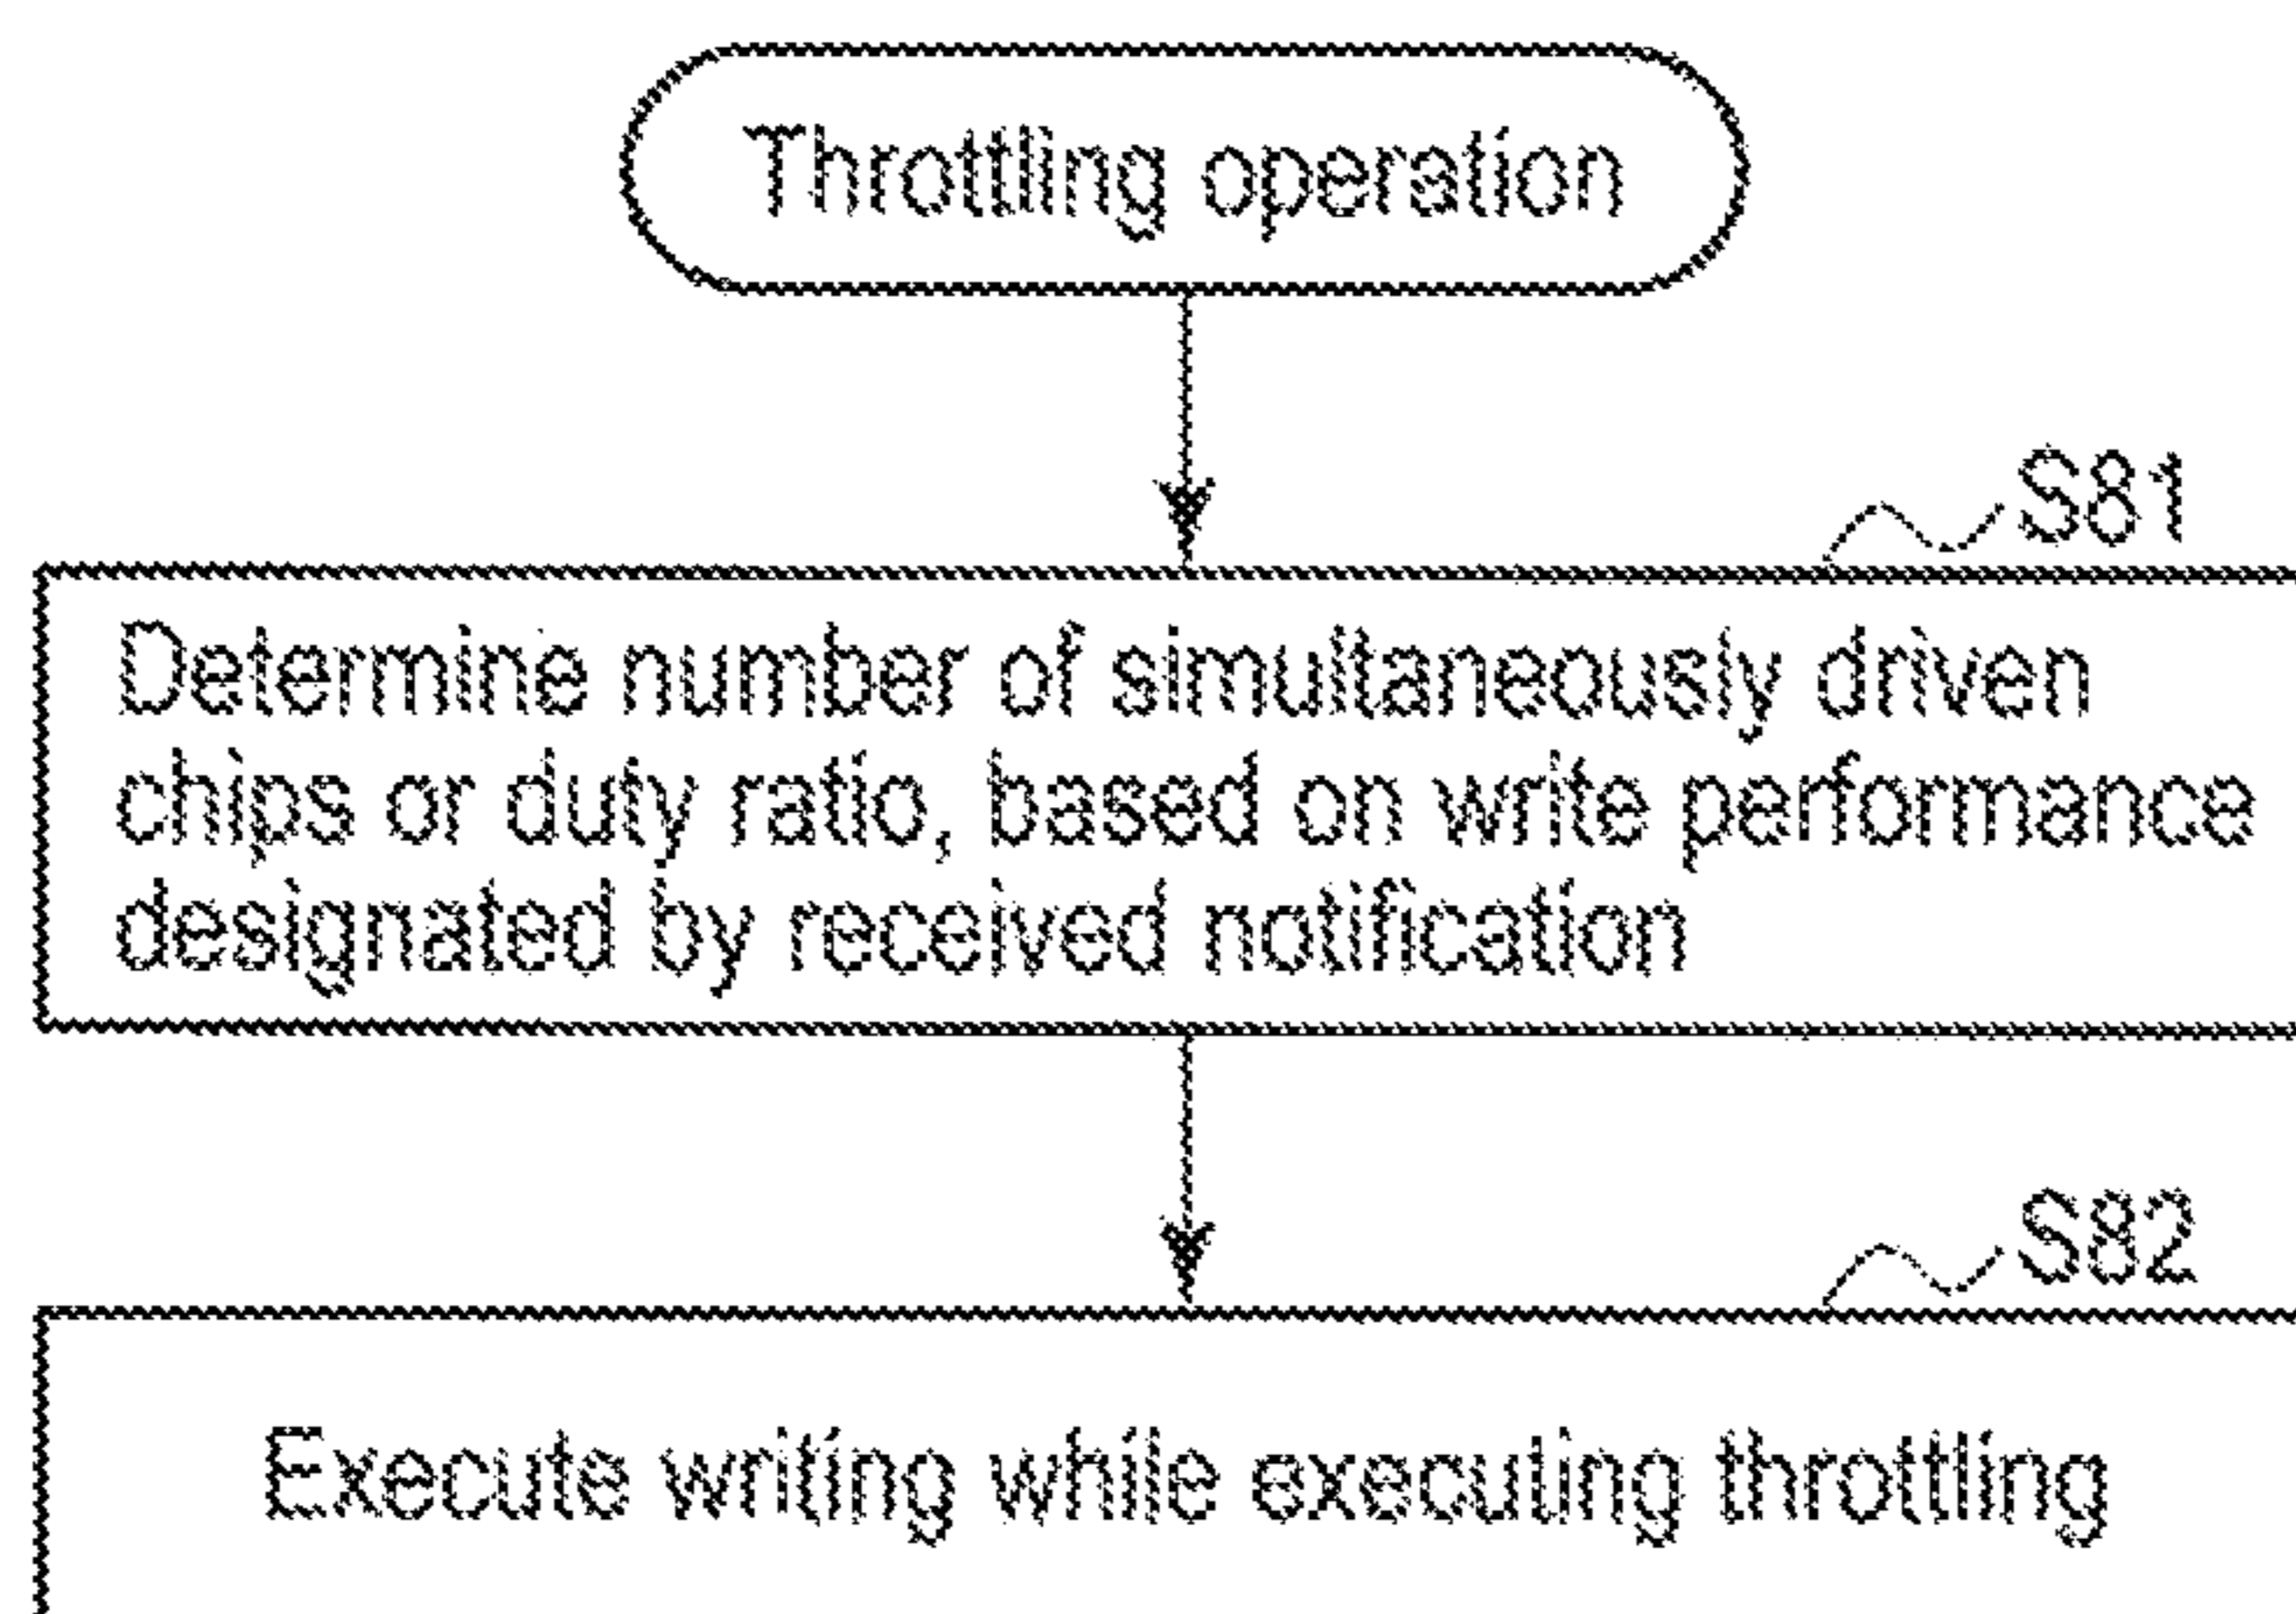 Throttling operation
S81
Determine number of simultaneously driven
chips or duty ratio, based on write performance
designated by received notification
S82
Execute writing while executing throttling